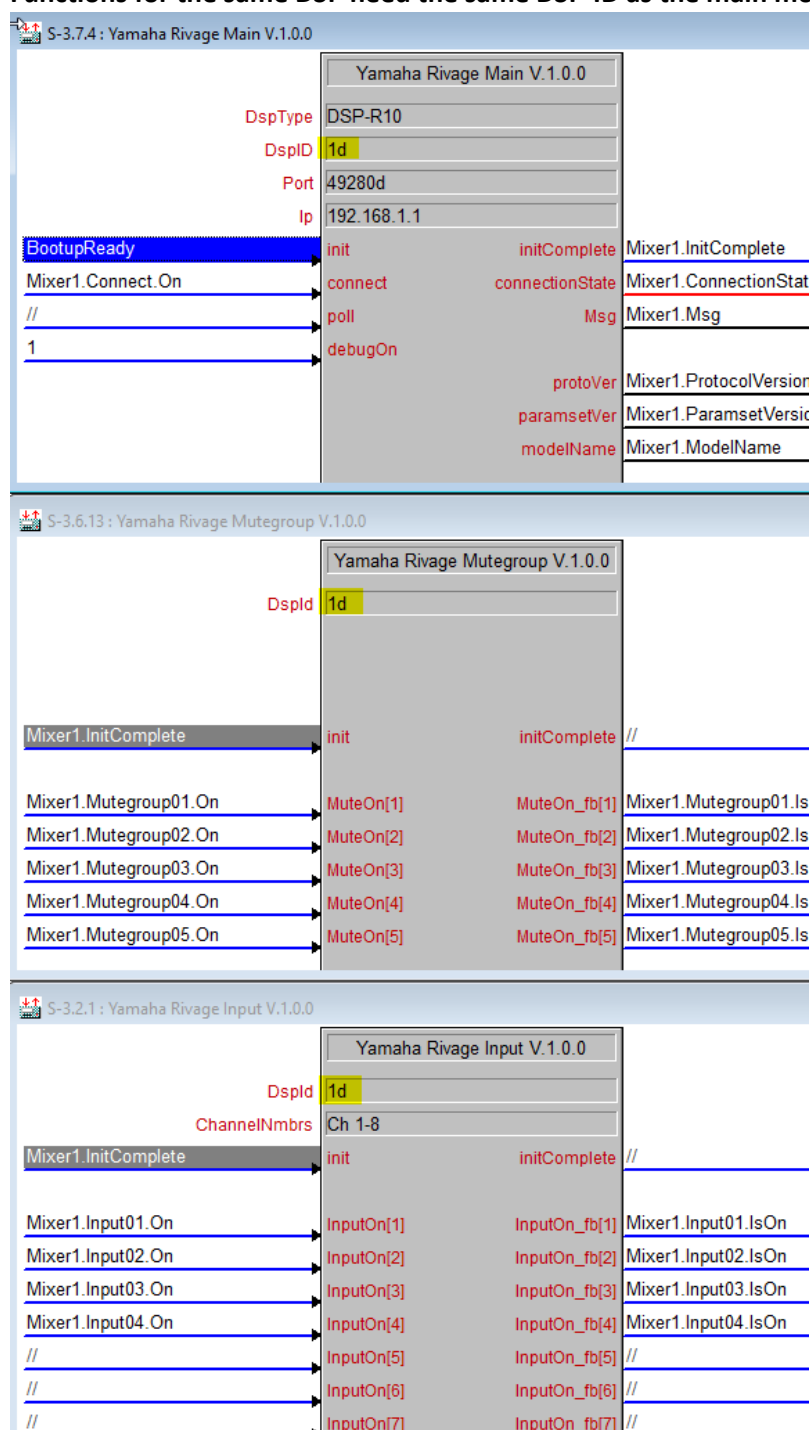 Functions for the same DSP need the same DSP ID as the main
S-3.7.4 : Yamaha Rivage Main V.1.0.0
Yamaha Rivage Main V.1.0.0
DspType DSP-R10
DspID 1d
Port 49280d
Ip 192.168.1.1
BootupReady init initComplete Mixer1.InitComplete
Mixer1.Connect.On connect connectionState Mixer1.ConnectionStat
// poll Msg Mixer1.Msg
1 debugOn
protoVer Mixer1.ProtocolVersion
paramsetVer Mixer1.ParamsetVersio
modelName Mixer1.ModelName
S-3.6.13 : Yamaha Rivage Mutegroup V.1.0.0
Yamaha Rivage Mutegroup V.1.0.0
DspId 1d
Mixer1.InitComplete init initComplete //
Mixer1.Mutegroup01.On MuteOn[1] MuteOn_fb[1] Mixer1.Mutegroup01.Is
Mixer1.Mutegroup02.On MuteOn[2] MuteOn_fb[2] Mixer1.Mutegroup02.Is
Mixer1.Mutegroup03.On MuteOn[3] MuteOn_fb[3] Mixer1.Mutegroup03.Is
Mixer1.Mutegroup04.On MuteOn[4] MuteOn_fb[4] Mixer1.Mutegroup04.Is
Mixer1.Mutegroup05.On MuteOn[5] MuteOn_fb[5] Mixer1.Mutegroup05.Is
S-3.2.1 : Yamaha Rivage Input V.1.0.0
Yamaha Rivage Input V.1.0.0
DspId 1d
ChannelNmbrs Ch 1-8
Mixer1.InitComplete init initComplete //
Mixer1.Input01.On InputOn[1] InputOn_fb[1] Mixer1.Input01.IsOn
Mixer1.Input02.On InputOn[2] InputOn_fb[2] Mixer1.Input02.IsOn
Mixer1.Input03.On InputOn[3] InputOn_fb[3] Mixer1.Input03.IsOn
Mixer1.Input04.On InputOn[4] InputOn_fb[4] Mixer1.Input04.IsOn
// InputOn[5] InputOn_fb[5] //
// InputOn[6] InputOn_fb[6] //
// InputOn[7] InputOn_fb[7] //